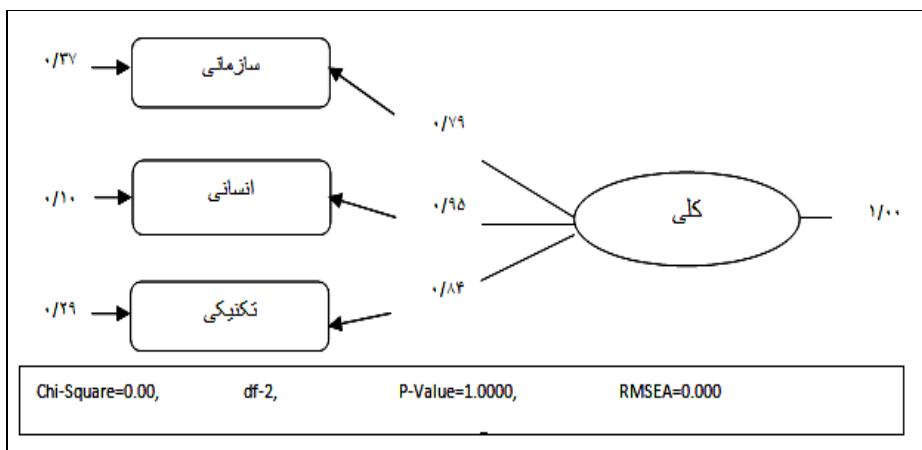 ۰/۳۷
سازمانی
۰/۷۹
۰/۱۰
انسانی
۰/۹۵
کلی
۱/۰۰
۰/۲۹
تکنیکی
۰/۸۴
Chi-Square=0.00, df-2, P-Value=1.0000, RMSEA=0.000